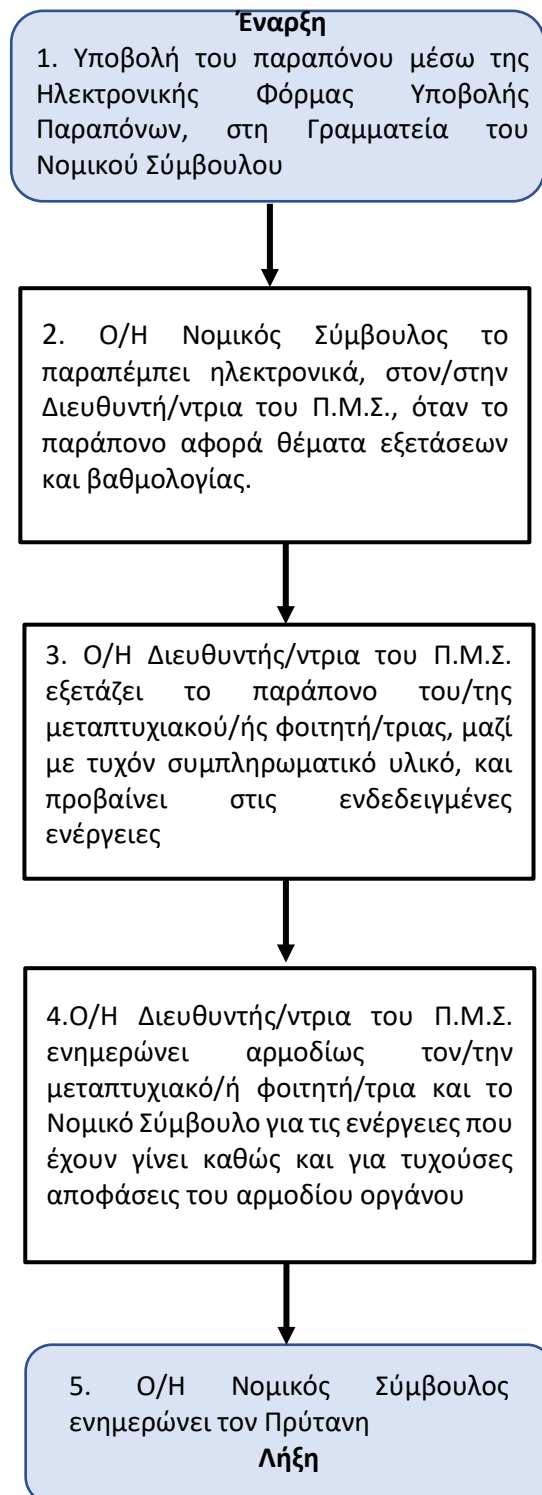 Έναρξη
1. Υποβολή του παραπόνου μέσω της
Ηλεκτρονικής Φόρμας Υποβολής
Παραπόνων, στη Γραμματεία του
Νομικού Σύμβουλου
2. Ο/Η Νομικός Σύμβουλος το
παραπέμπει ηλεκτρονικά, στον/στην
Διευθυντή/ντρια του Π.Μ.Σ., όταν το
παράπονο αφορά θέματα εξετάσεων
και βαθμολογίας.
3. Ο/Η Διευθυντής/ντρια του Π.Μ.Σ.
εξετάζει το παράπονο του/της
μεταπτυχιακού/ής φοιτητή/τριας, μαζί
με τυχόν συμπληρωματικό υλικό, και
προβαίνει στις ενδεδειγμένες
ενέργειες
4.Ο/Η Διευθυντής/ντρια του Π.Μ.Σ.
ενημερώνει αρμοδίως τον/την
μεταπτυχιακό/ή φοιτητή/τρια και το
Νομικό Σύμβουλο για τις ενέργειες που
έχουν γίνει καθώς και για τυχούσες
αποφάσεις του αρμοδίου οργάνου
5. Ο/Η Νομικός Σύμβουλος
ενημερώνει τον Πρύτανη
Λήξη